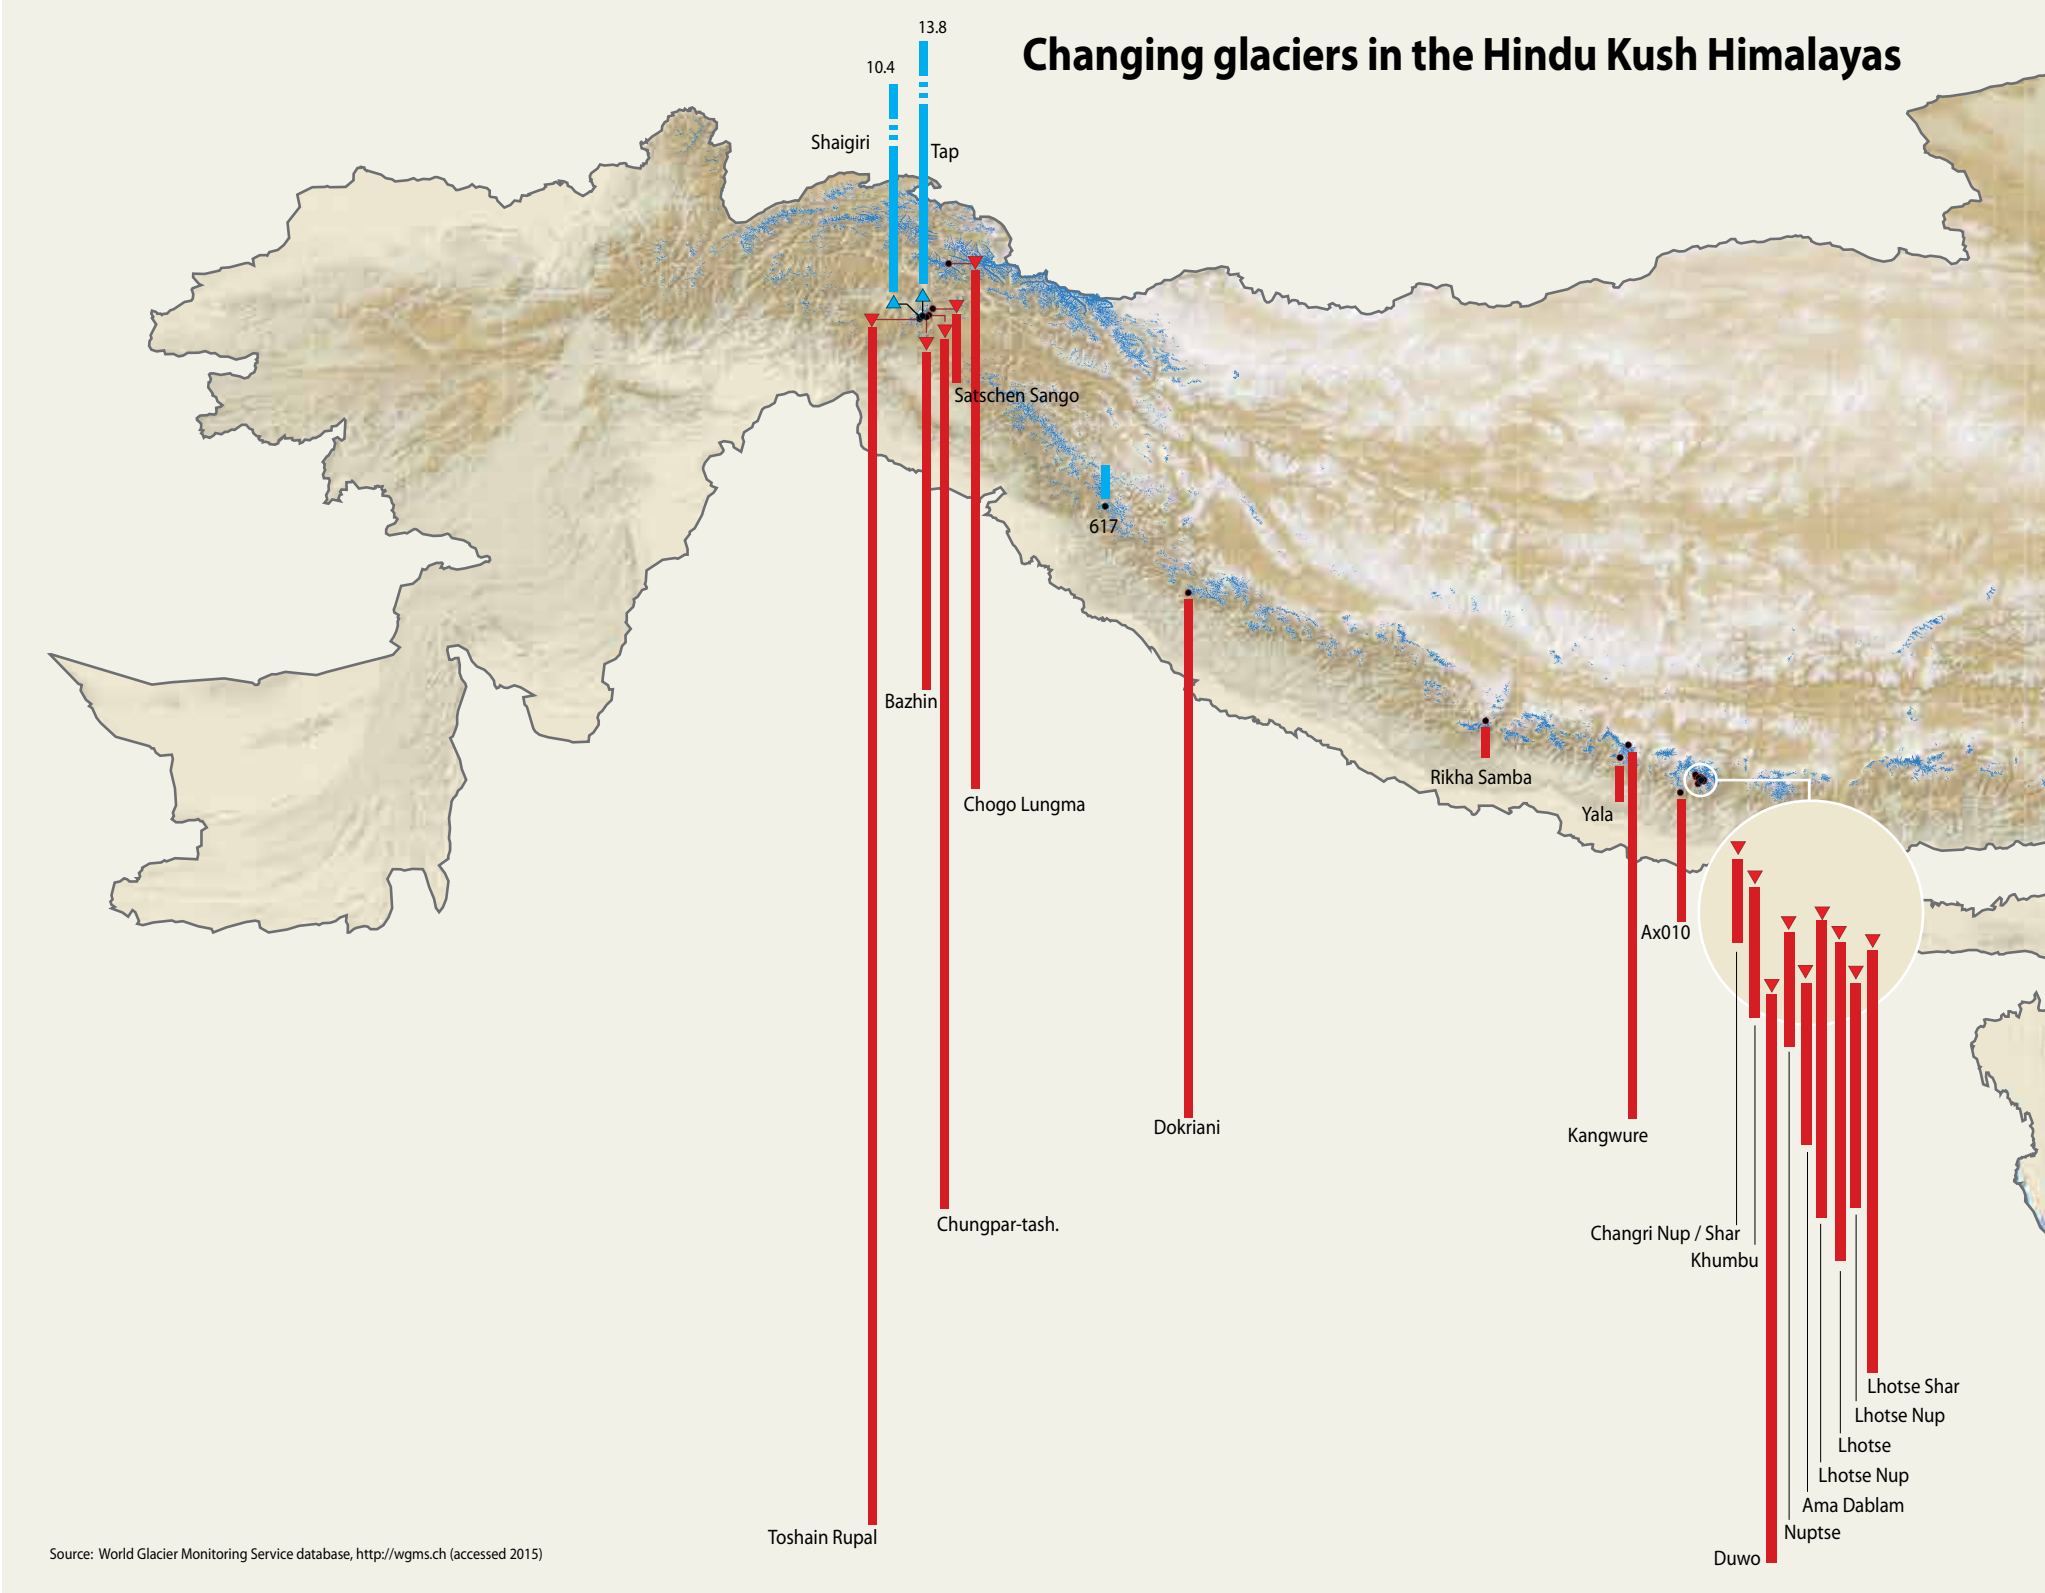 13.8
Changing glaciers in the Hindu Kush Himalayas
10.4
Shaigiri
Tap
Satschen Sango
617
Bazhin
Rikha Samba
Chogo Lungma
Yala
Ax010
Dokriani
Kangwure
Chungpar-tash.
Changri Nup / Shar
Khumbu
Lhotse Shar
Lhotse Nup
Lhotse
Lhotse Nup
Ama Dablam
Nuptse
Toshain Rupal
Duwo
Source: World Glacier Monitoring Service database, http://wgms.ch (accessed 2015)